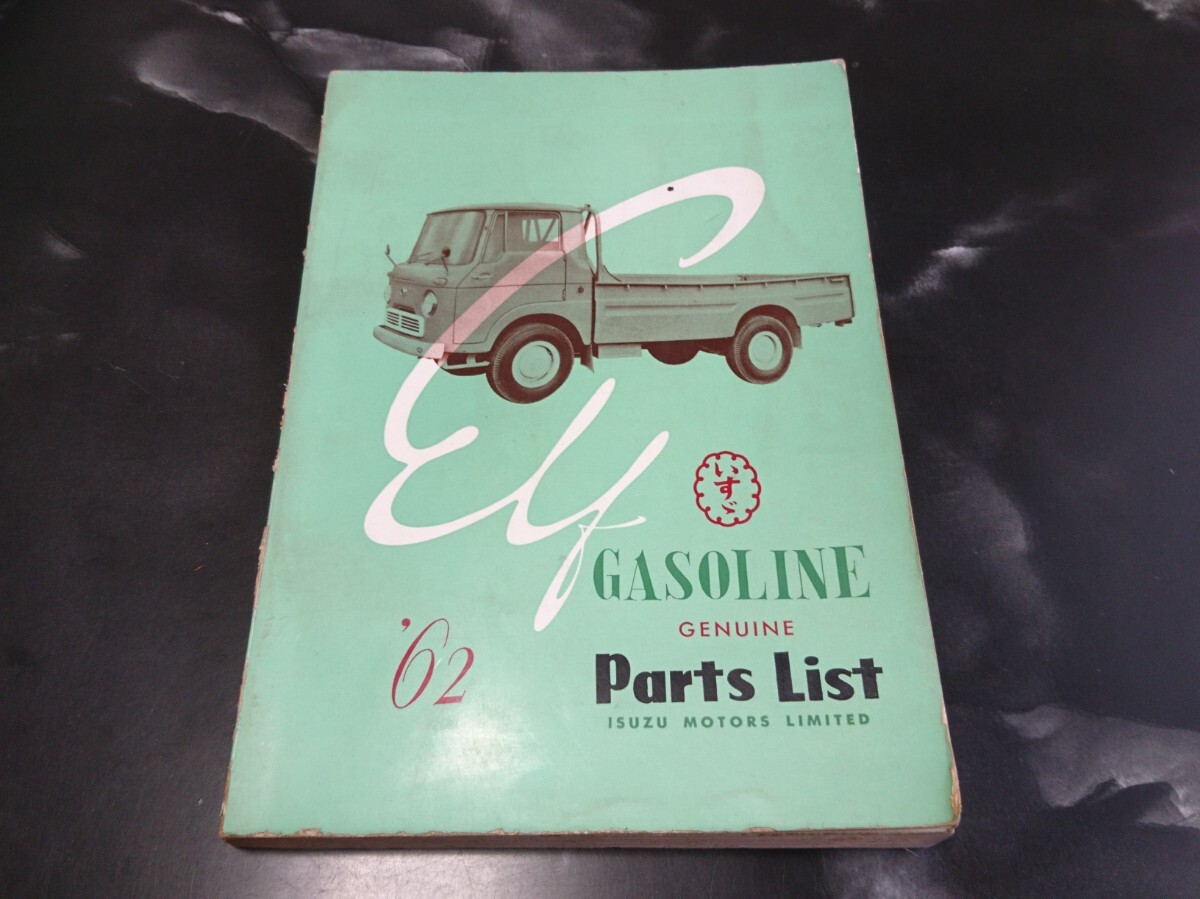 Elf
いすゞ
GASOLINE
GENUINE
'62
Parts List
ISUZU MOTORS LIMITED